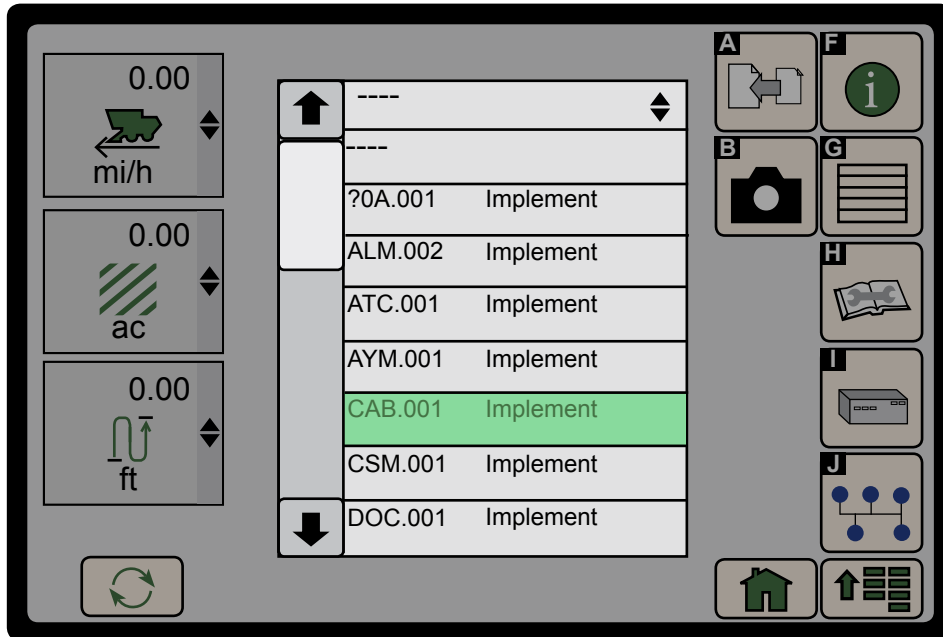 0.00
mi/h
0.00
ac
0.00
ft
----
----
?0A.001 Implement
ALM.002 Implement
ATC.001 Implement
AYM.001 Implement
CAB.001 Implement
CSM.001 Implement
DOC.001 Implement
A
F
i
B
G
H
I
J